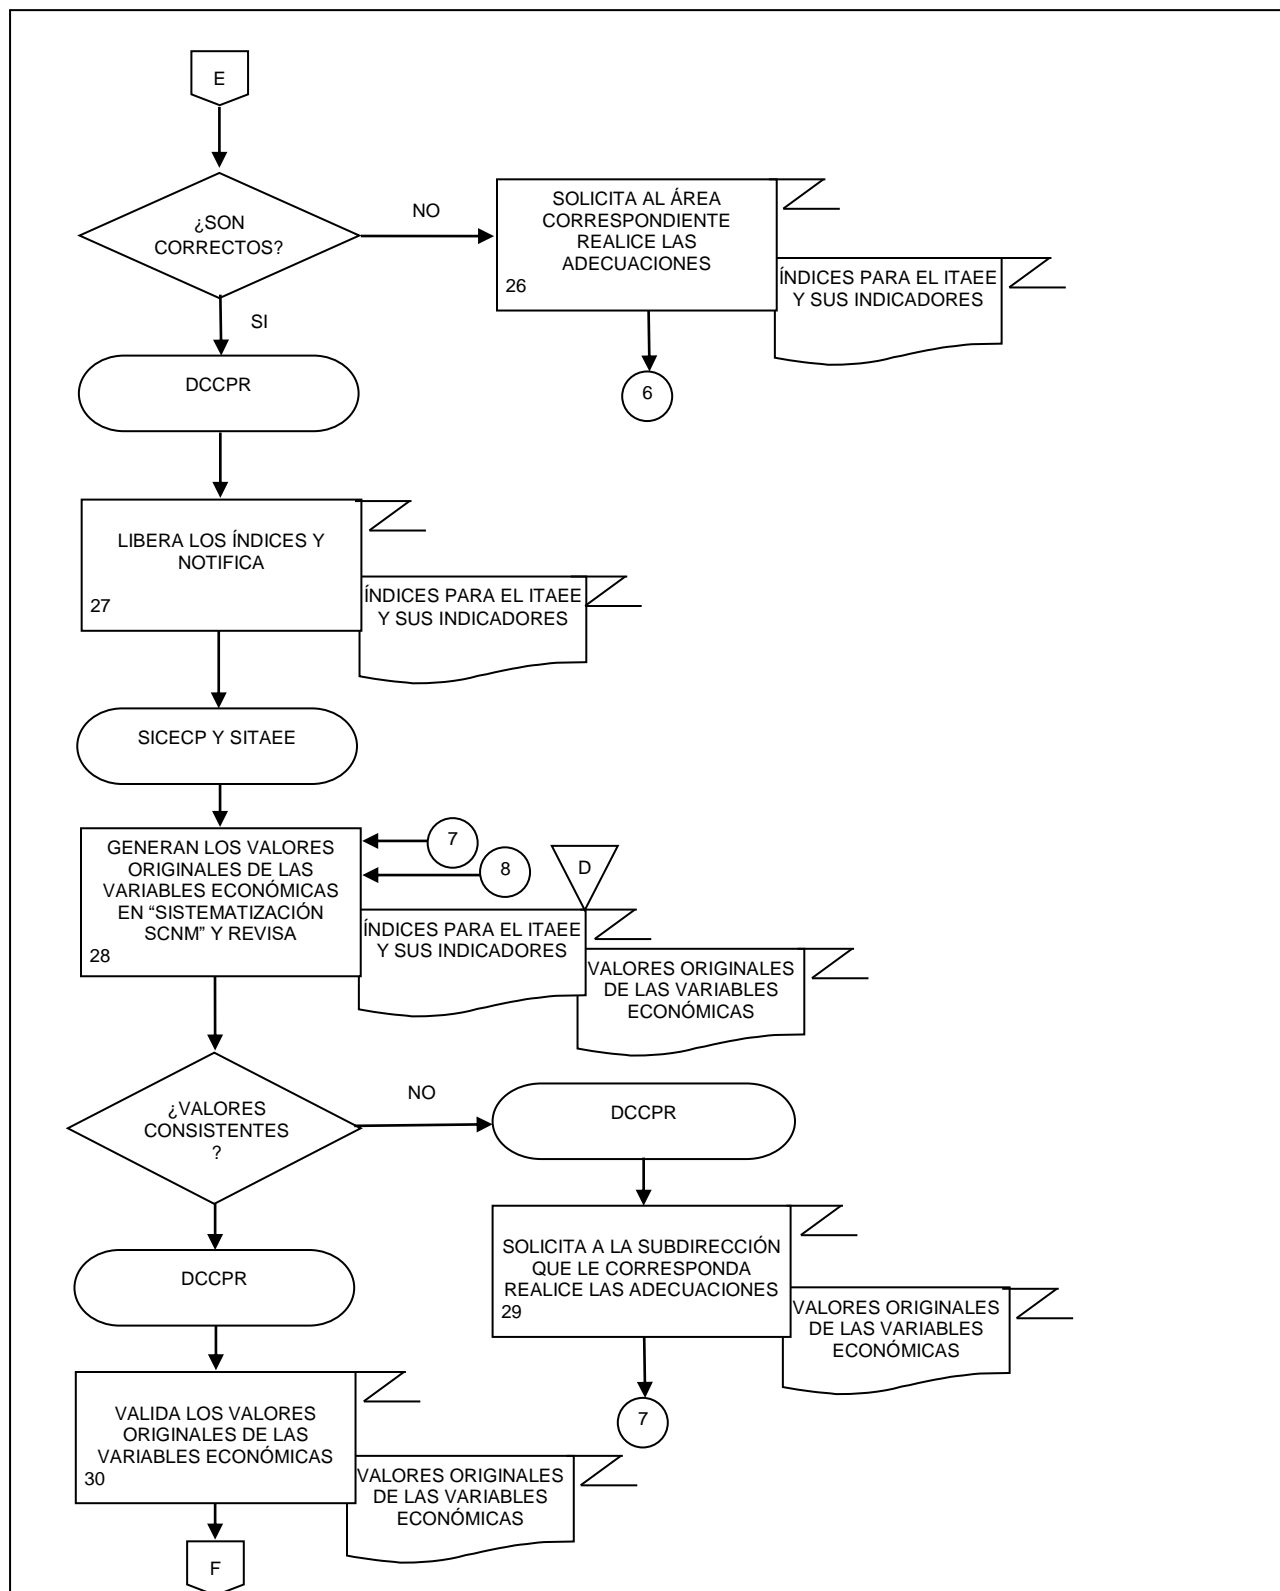 E
¿SON
CORRECTOS?
NO
SOLICITA AL ÁREA
CORRESPONDIENTE
REALICE LAS
ADECUACIONES
26
ÍNDICES PARA EL ITAEE
Y SUS INDICADORES
6
SI
DCCPR
LIBERA LOS ÍNDICES Y
NOTIFICA
27
ÍNDICES PARA EL ITAEE
Y SUS INDICADORES
SICECP Y SITAEE
GENERAN LOS VALORES
ORIGINALES DE LAS
VARIABLES ECONÓMICAS
EN “SISTEMATIZACIÓN
SCNM” Y REVISA
28
7
8
D
ÍNDICES PARA EL ITAEE
Y SUS INDICADORES
VALORES ORIGINALES
DE LAS VARIABLES
ECONÓMICAS
¿VALORES
CONSISTENTES
?
NO
DCCPR
SOLICITA A LA SUBDIRECCIÓN
QUE LE CORRESPONDA
REALICE LAS ADECUACIONES
29
VALORES ORIGINALES
DE LAS VARIABLES
ECONÓMICAS
7
DCCPR
VALIDA LOS VALORES
ORIGINALES DE LAS
VARIABLES ECONÓMICAS
30
VALORES ORIGINALES
DE LAS VARIABLES
ECONÓMICAS
F